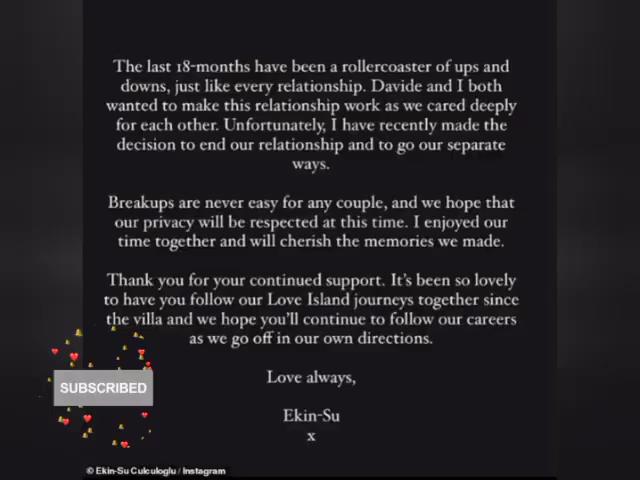 The last 18-months have been a rollercoaster of ups and
downs, just like every relationship. Davide and I both
wanted to make this relationship work as we cared deeply
for each other. Unfortunately, I have recently made the
decision to end our relationship and to go our separate
ways.
Breakups are never easy for any couple, and we hope that
our privacy will be respected at this time. I enjoyed our
time together and will cherish the memories we made.
Thank you for your continued support. It's been so lovely
to have you follow our Love Island journeys together since
the villa and we hope you'll continue to follow our careers
as we go off in our own directions.
SUBSCRIBED
Love always,
Ekin-Su
x
© Ekin-Su Culculoglu / Instagram